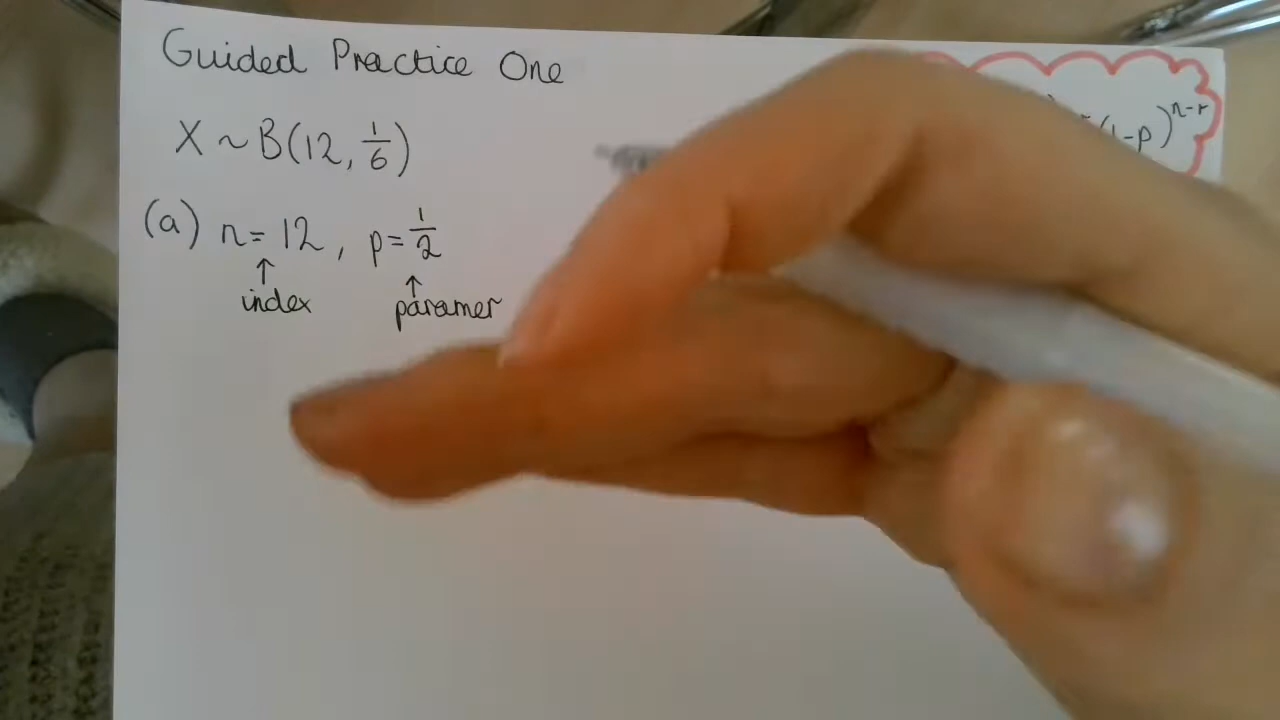 Guided Practice One
X ~ B(12, 1/6)
(1-p)^n-r
(a) n = 12, p = 1/2
↑ ↑
index paramer